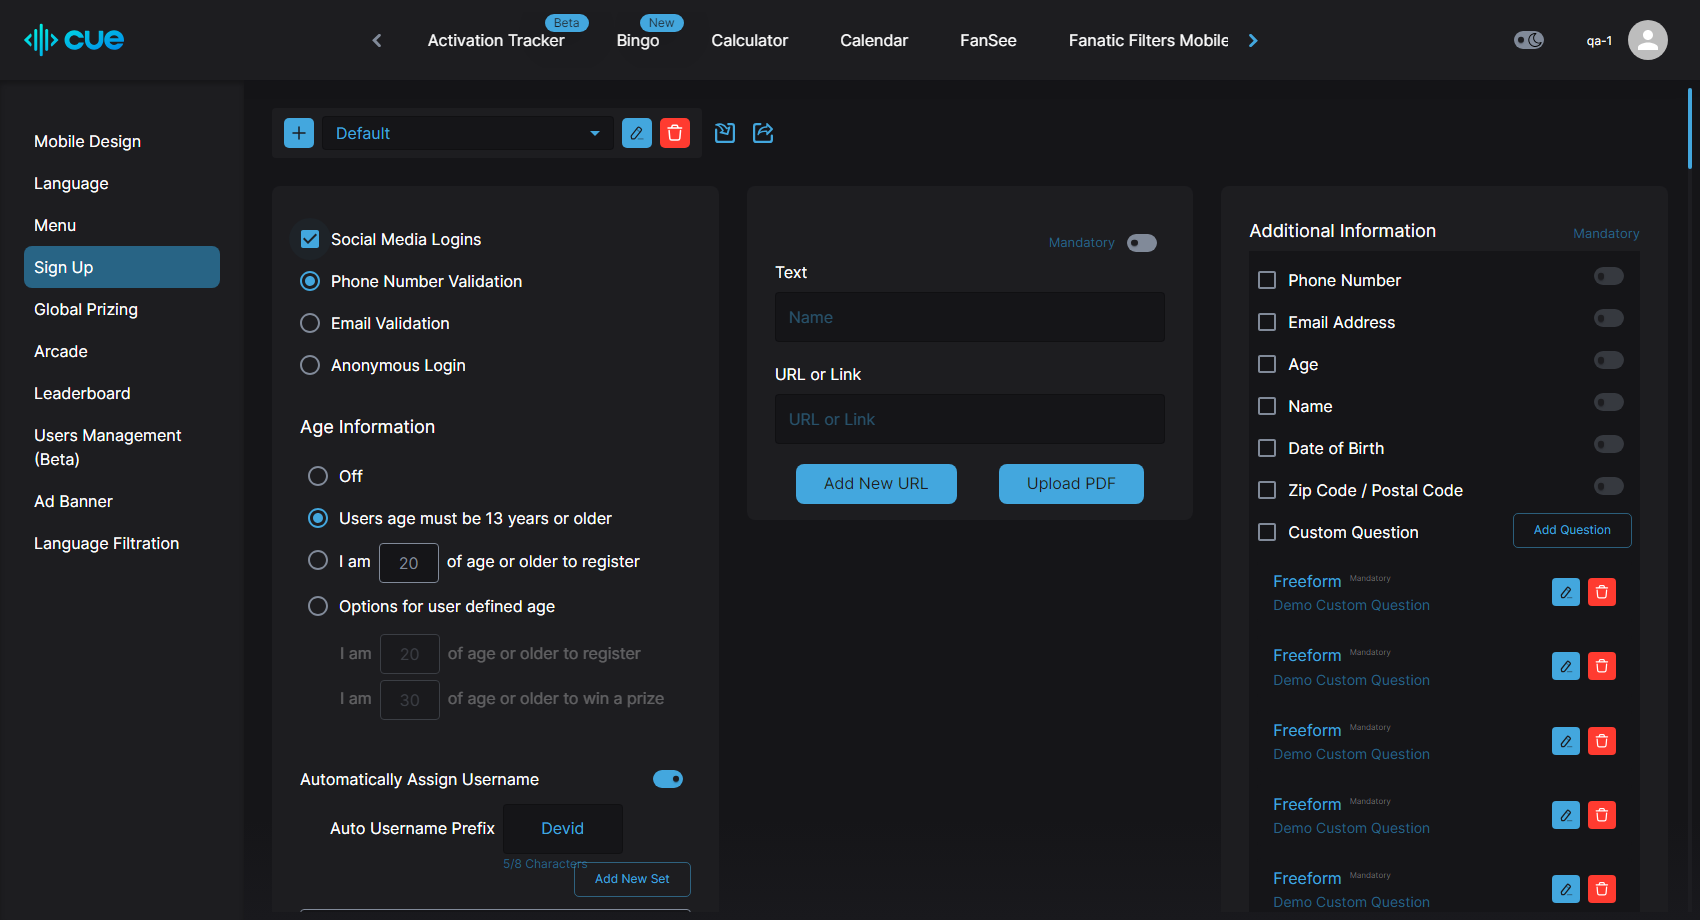 cue
Activation Tracker
Beta
Bingo
New
Calculator
Calendar
FanSee
Fanatic Filters Mobile
qa-1
Mobile Design
Language
Menu
Sign Up
Global Prizing
Arcade
Leaderboard
Users Management
(Beta)
Ad Banner
Language Filtration
Default
Social Media Logins
Phone Number Validation
Email Validation
Anonymous Login
Age Information
Off
Users age must be 13 years or older
I am 20 of age or older to register
Options for user defined age
I am 20 of age or older to register
I am 30 of age or older to win a prize
Automatically Assign Username
Auto Username Prefix Devid
5/8 Characters
Add New Set
Mandatory
Text
Name
URL or Link
URL or Link
Add New URL
Upload PDF
Additional Information
Mandatory
Phone Number
Email Address
Age
Name
Date of Birth
Zip Code / Postal Code
Custom Question
Add Question
Freeform Mandatory
Demo Custom Question
Freeform Mandatory
Demo Custom Question
Freeform Mandatory
Demo Custom Question
Freeform Mandatory
Demo Custom Question
Freeform Mandatory
Demo Custom Question